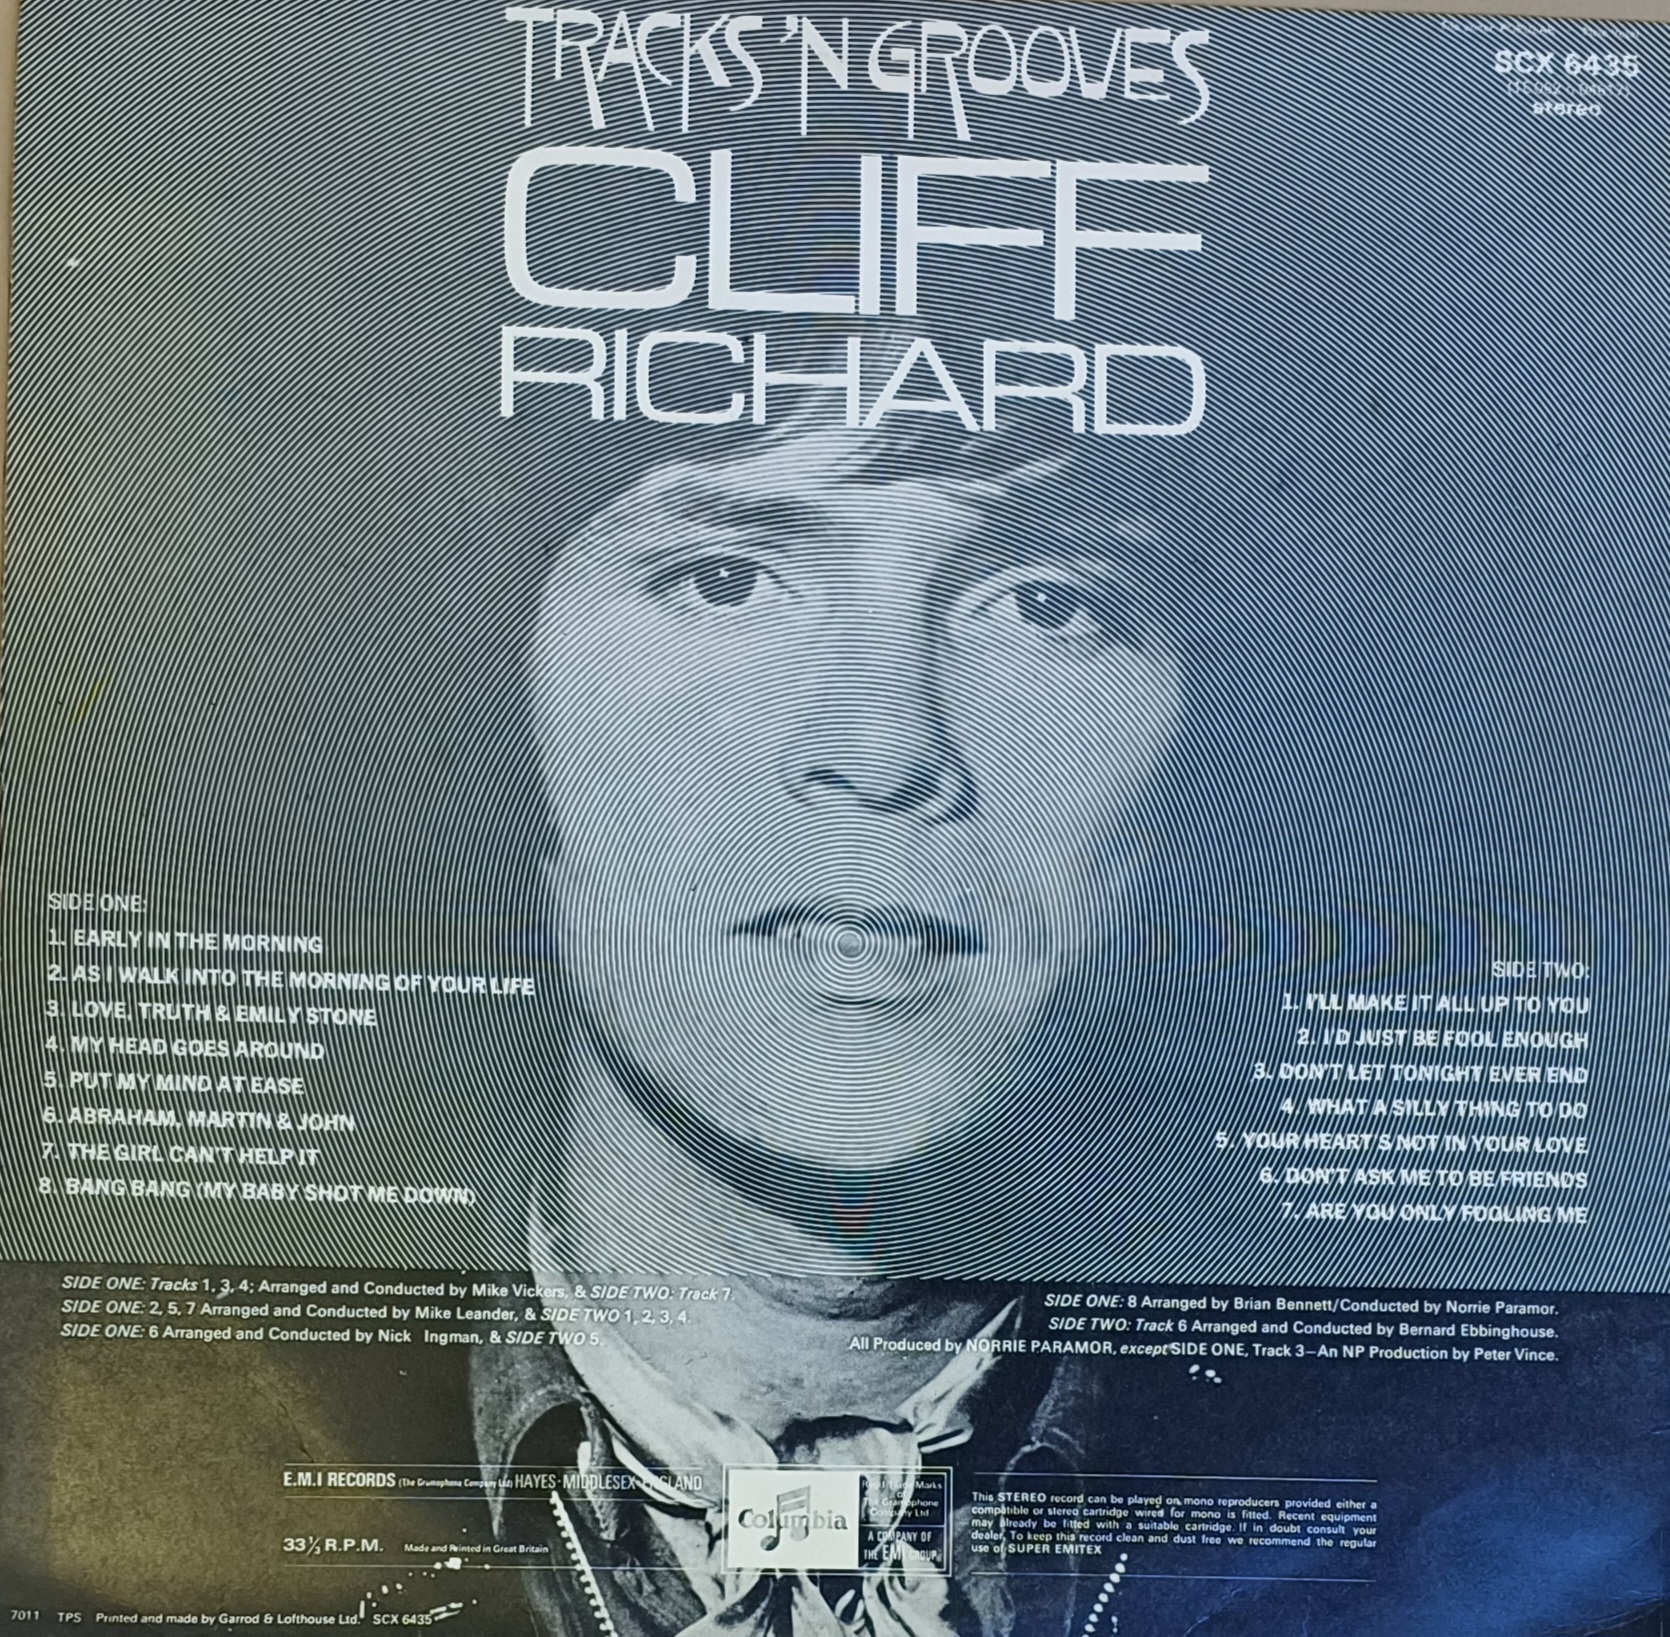 TRACKS 'N GROOVES
SCX 6435
stereo
CLIFF
RICHARD
SIDE ONE:
1. EARLY IN THE MORNING
2. AS I WALK INTO THE MORNING OF YOUR LIFE
3. LOVE, TRUTH & EMILY STONE
4. MY HEAD GOES AROUND
5. PUT MY MIND AT EASE
6. ABRAHAM, MARTIN & JOHN
7. THE GIRL CAN'T HELP IT
8. BANG BANG (MY BABY SHOT ME DOWN)
SIDE TWO:
1. I'LL MAKE IT ALL UP TO YOU
2. I'D JUST BE FOOL ENOUGH
3. DON'T LET TONIGHT EVER END
4. WHAT A SILLY THING TO DO
5. YOUR HEART'S NOT IN YOUR LOVE
6. DON'T ASK ME TO BE FRIENDS
7. ARE YOU ONLY FOOLING ME
SIDE ONE: Tracks 1, 3, 4; Arranged and Conducted by Mike Vickers, & SIDE TWO: Track 7.
SIDE ONE: 2, 5, 7 Arranged and Conducted by Mike Leander, & SIDE TWO 1, 2, 3, 4.
SIDE ONE: 6 Arranged and Conducted by Nick Ingman, & SIDE TWO 5.
SIDE ONE: 8 Arranged by Brian Bennett/Conducted by Norrie Paramor.
SIDE TWO: Track 6 Arranged and Conducted by Bernard Ebbinghouse.
All Produced by NORRIE PARAMOR, except SIDE ONE, Track 3—An NP Production by Peter Vince.
E.M.I RECORDS (The Gramophone Company Ltd) HAYES·MIDDLESEX·ENGLAND
33⅓ R.P.M. Made and Printed in Great Britain
Columbia
Regd Trade Marks
of
The Gramophone
Company Ltd
A COMPANY OF
THE EMI GROUP
This STEREO record can be played on mono reproducers provided either a
compatible or stereo cartridge wired for mono is fitted. Recent equipment
may already be fitted with a suitable cartridge. If in doubt consult your
dealer. To keep this record clean and dust free we recommend the regular
use of SUPER EMITEX
7011 TPS Printed and made by Garrod & Lofthouse Ltd. SCX 6435